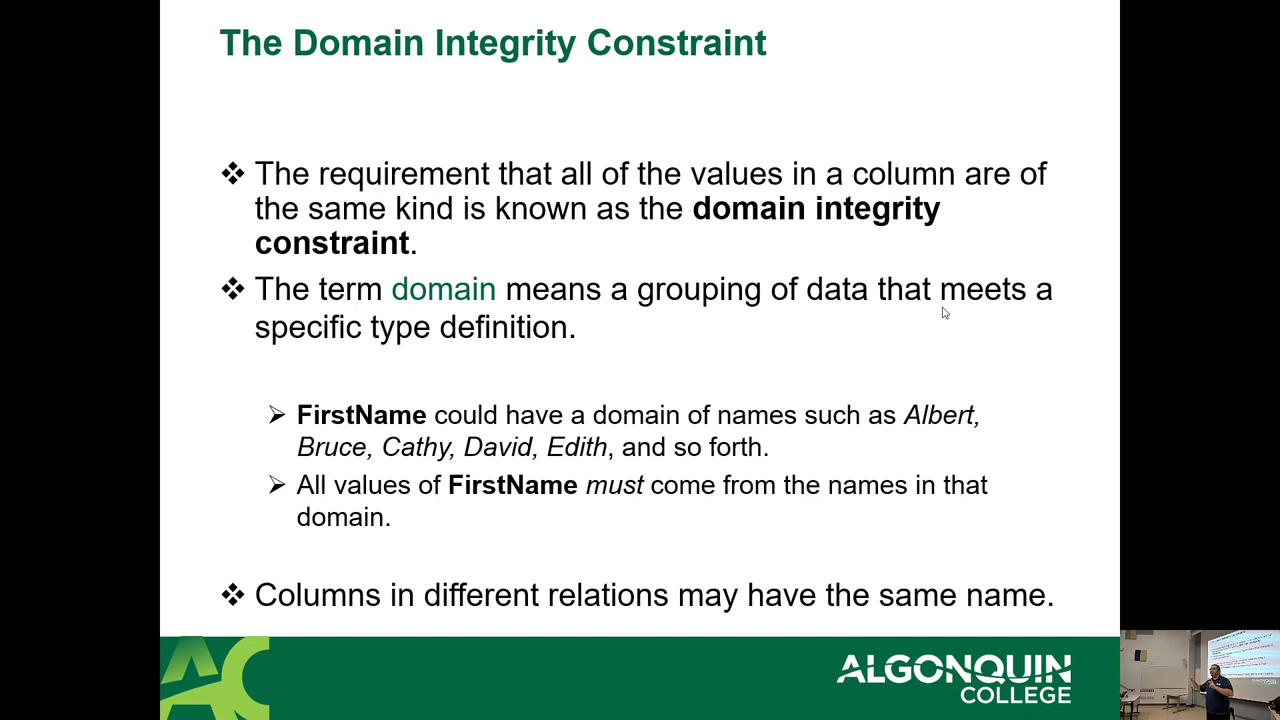 The Domain Integrity Constraint
❖ The requirement that all of the values in a column are of
the same kind is known as the domain integrity
constraint.
❖ The term domain means a grouping of data that meets a
specific type definition.
➢ FirstName could have a domain of names such as Albert,
Bruce, Cathy, David, Edith, and so forth.
➢ All values of FirstName must come from the names in that
domain.
❖ Columns in different relations may have the same name.
AC
ALGONQUIN
COLLEGE